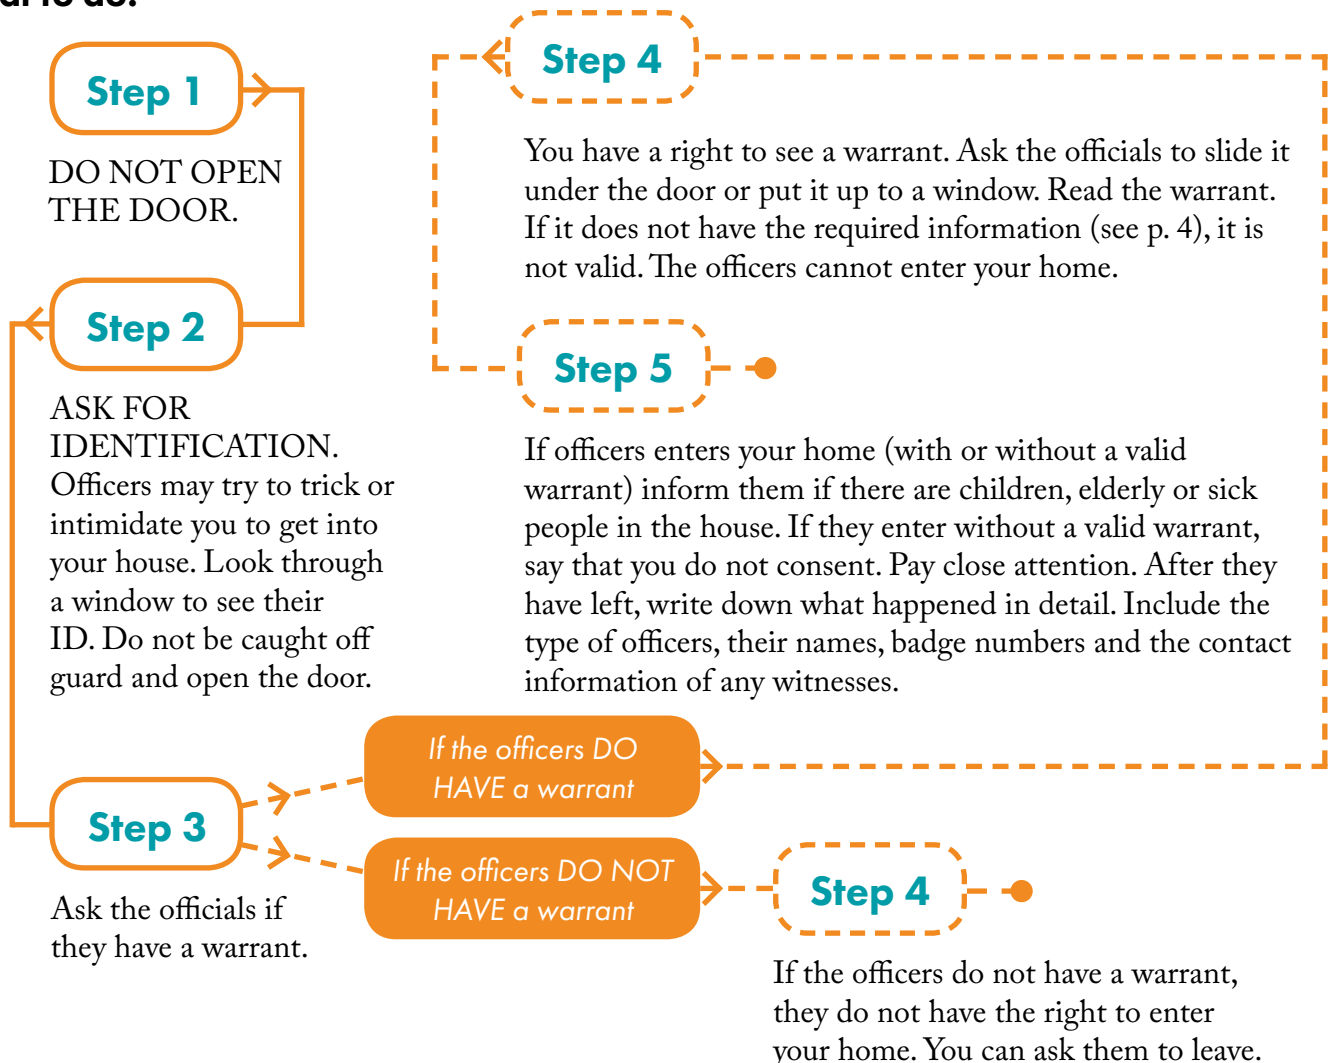 to do:
Step 1
DO NOT OPEN
THE DOOR.
Step 2
ASK FOR
IDENTIFICATION.
Officers may try to trick or
intimidate you to get into
your house. Look through
a window to see their
ID. Do not be caught off
guard and open the door.
Step 3
Ask the officials if
they have a warrant.
If the officers DO
HAVE a warrant
If the officers DO NOT
HAVE a warrant
Step 4
You have a right to see a warrant. Ask the officials to slide it
under the door or put it up to a window. Read the warrant.
If it does not have the required information (see p. 4), it is
not valid. The officers cannot enter your home.
Step 5
If officers enters your home (with or without a valid
warrant) inform them if there are children, elderly or sick
people in the house. If they enter without a valid warrant,
say that you do not consent. Pay close attention. After they
have left, write down what happened in detail. Include the
type of officers, their names, badge numbers and the contact
information of any witnesses.
Step 4
If the officers do not have a warrant,
they do not have the right to enter
your home. You can ask them to leave.